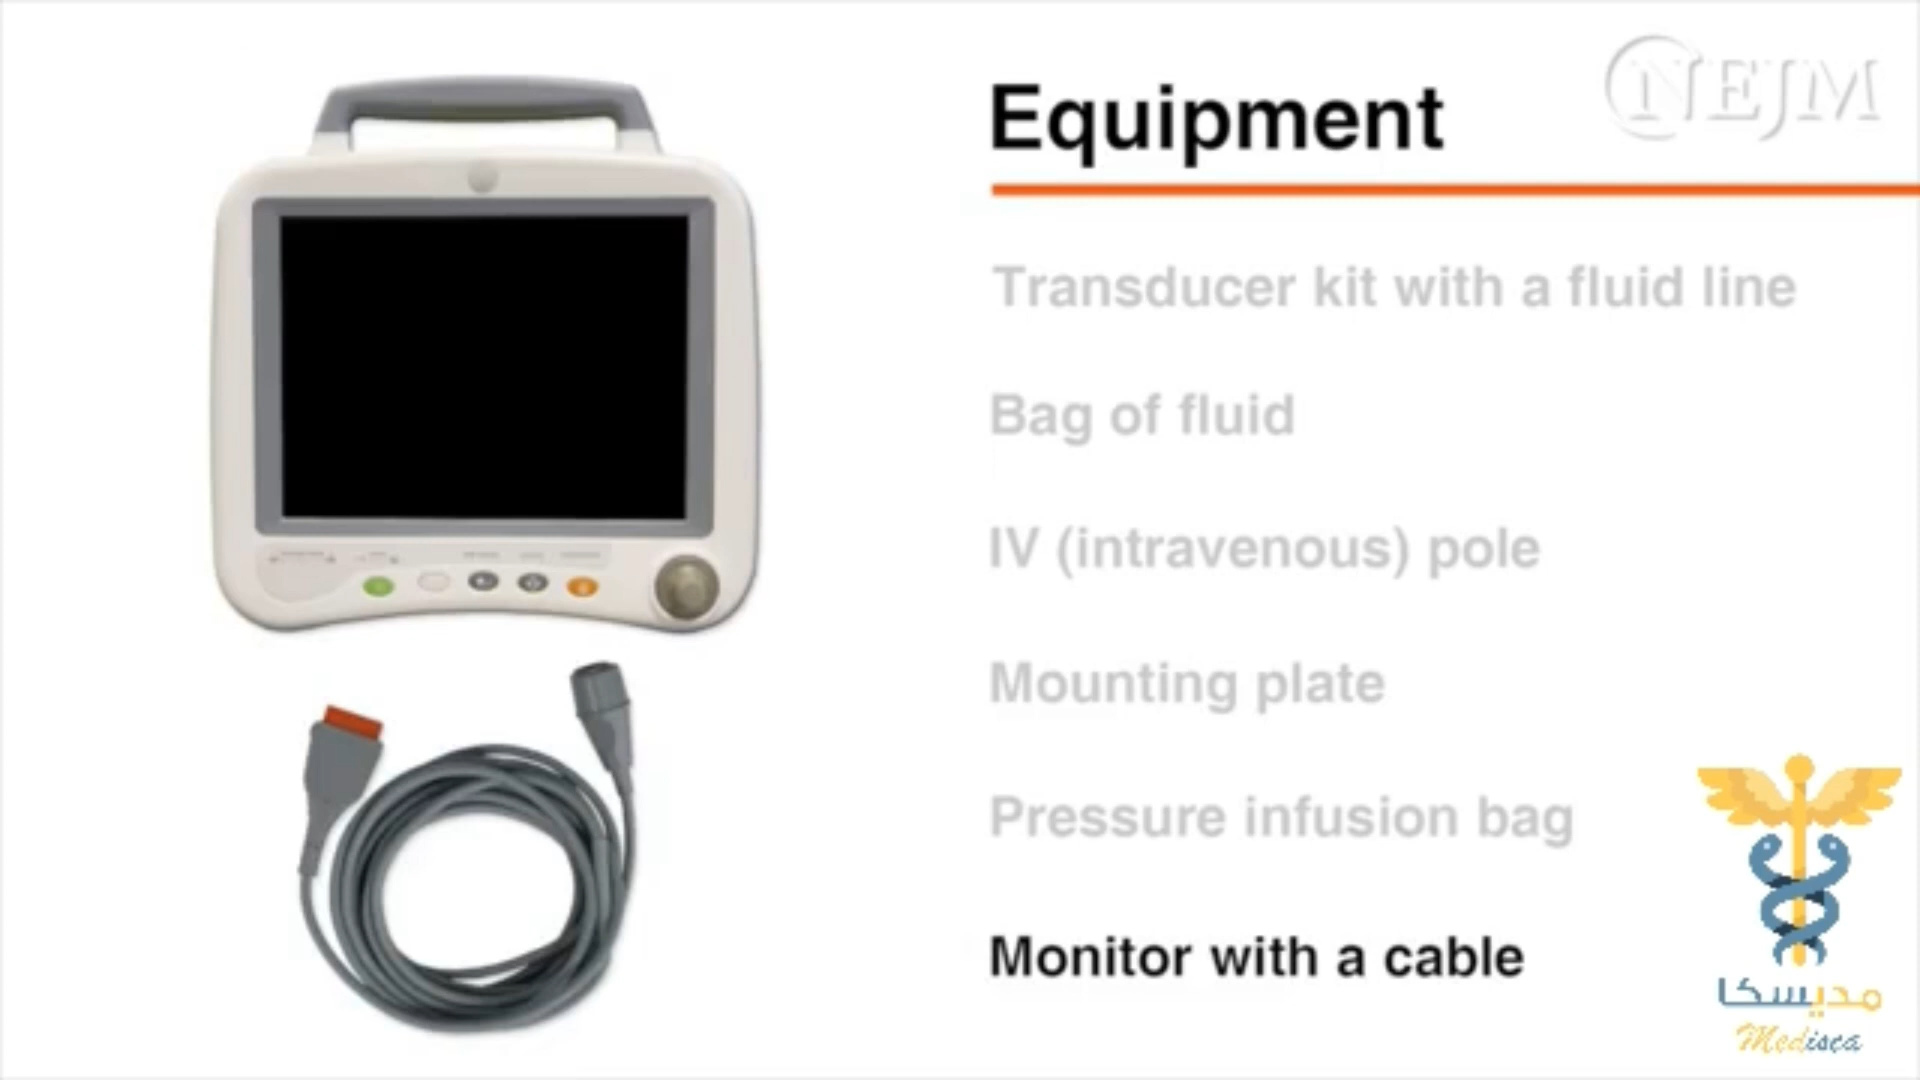 NEJM
Equipment
Transducer kit with a fluid line
Bag of fluid
IV (intravenous) pole
Mounting plate
Pressure infusion bag
Monitor with a cable
مديسكا
Medisca